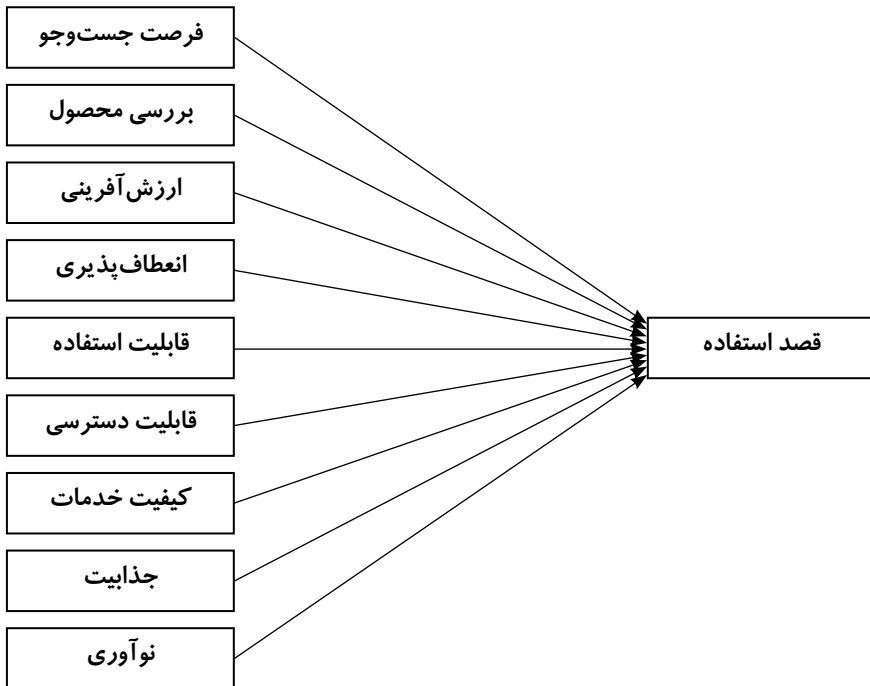 فرصت جست‌وجو
بررسی محصول
ارزش‌آفرینی
انعطاف‌پذیری
قابلیت استفاده
قابلیت دسترسی
کیفیت خدمات
جذابیت
نوآوری
قصد استفاده